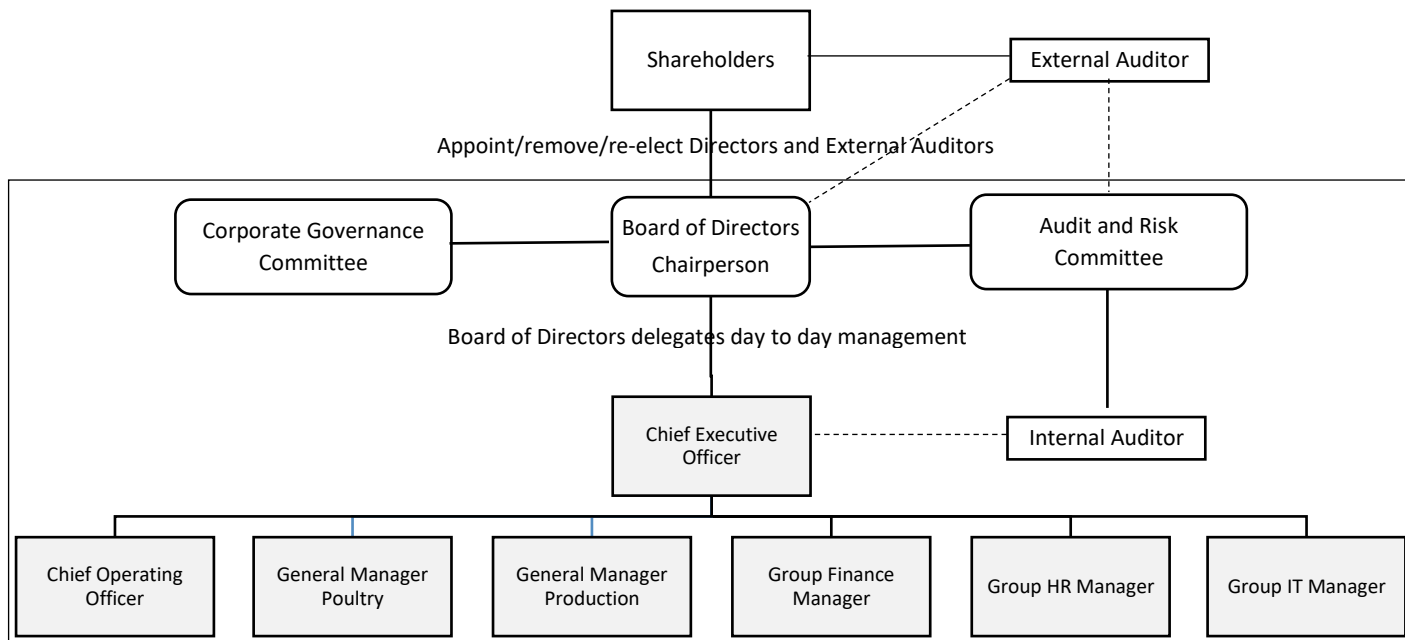 Shareholders
External Auditor
Appoint/remove/re-elect Directors and External Auditors
Corporate Governance
Committee
Board of Directors
Chairperson
Audit and Risk
Committee
Board of Directors delegates day to day management
Chief Executive
Officer
Internal Auditor
Chief Operating
Officer
General Manager
Poultry
General Manager
Production
Group Finance
Manager
Group HR Manager
Group IT Manager